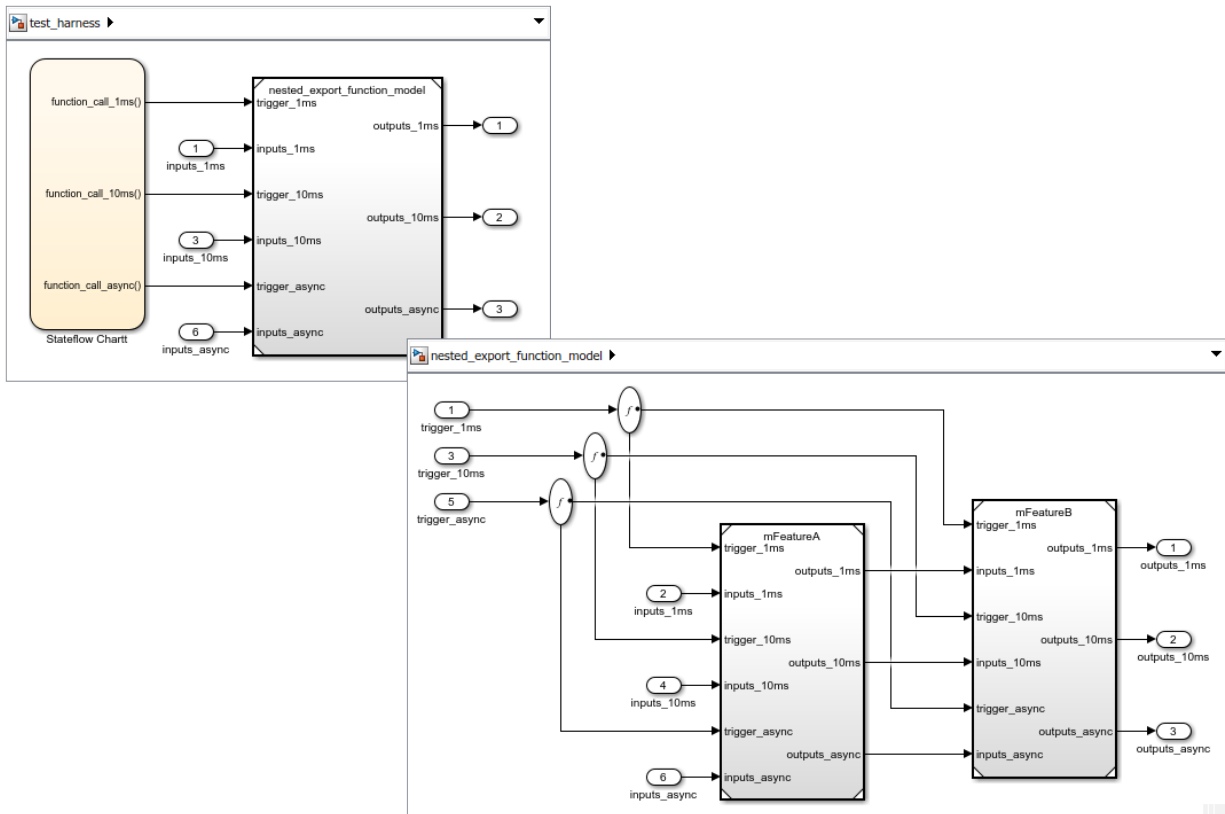 test_harness
function_call_1ms()
nested_export_function_model
trigger_1ms
outputs_1ms
1
1
inputs_1ms
inputs_1ms
function_call_10ms()
trigger_10ms
outputs_10ms
2
3
inputs_10ms
inputs_10ms
function_call_async()
trigger_async
outputs_async
3
6
inputs_async
inputs_async
Stateflow Chartt
nested_export_function_model
1
trigger_1ms
f
3
trigger_10ms
f
5
trigger_async
f
mFeatureA
trigger_1ms
outputs_1ms
2
inputs_1ms
inputs_1ms
trigger_10ms
outputs_10ms
4
inputs_10ms
inputs_10ms
trigger_async
outputs_async
6
inputs_async
inputs_async
mFeatureB
trigger_1ms
outputs_1ms
1
outputs_1ms
inputs_1ms
trigger_10ms
outputs_10ms
2
outputs_10ms
inputs_10ms
trigger_async
outputs_async
3
outputs_async
inputs_async